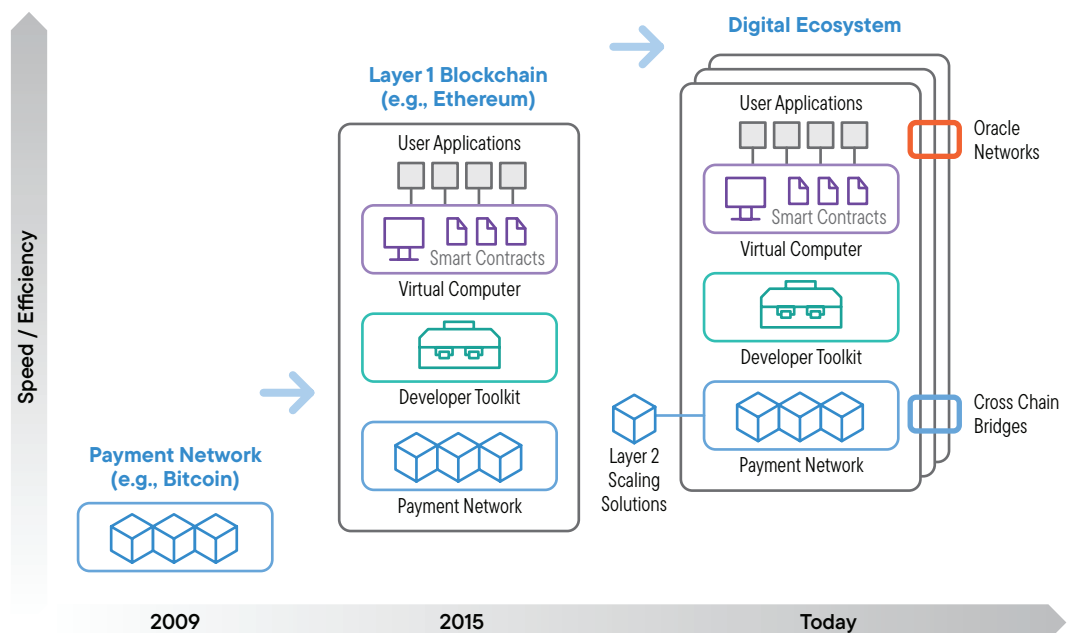 Speed / Efficiency
Payment Network
(e.g., Bitcoin)
Layer 1 Blockchain
(e.g., Ethereum)
User Applications
Smart Contracts
Virtual Computer
Developer Toolkit
Payment Network
Digital Ecosystem
User Applications
Smart Contracts
Virtual Computer
Developer Toolkit
Payment Network
Layer 2
Scaling
Solutions
Oracle
Networks
Cross Chain
Bridges
2009
2015
Today